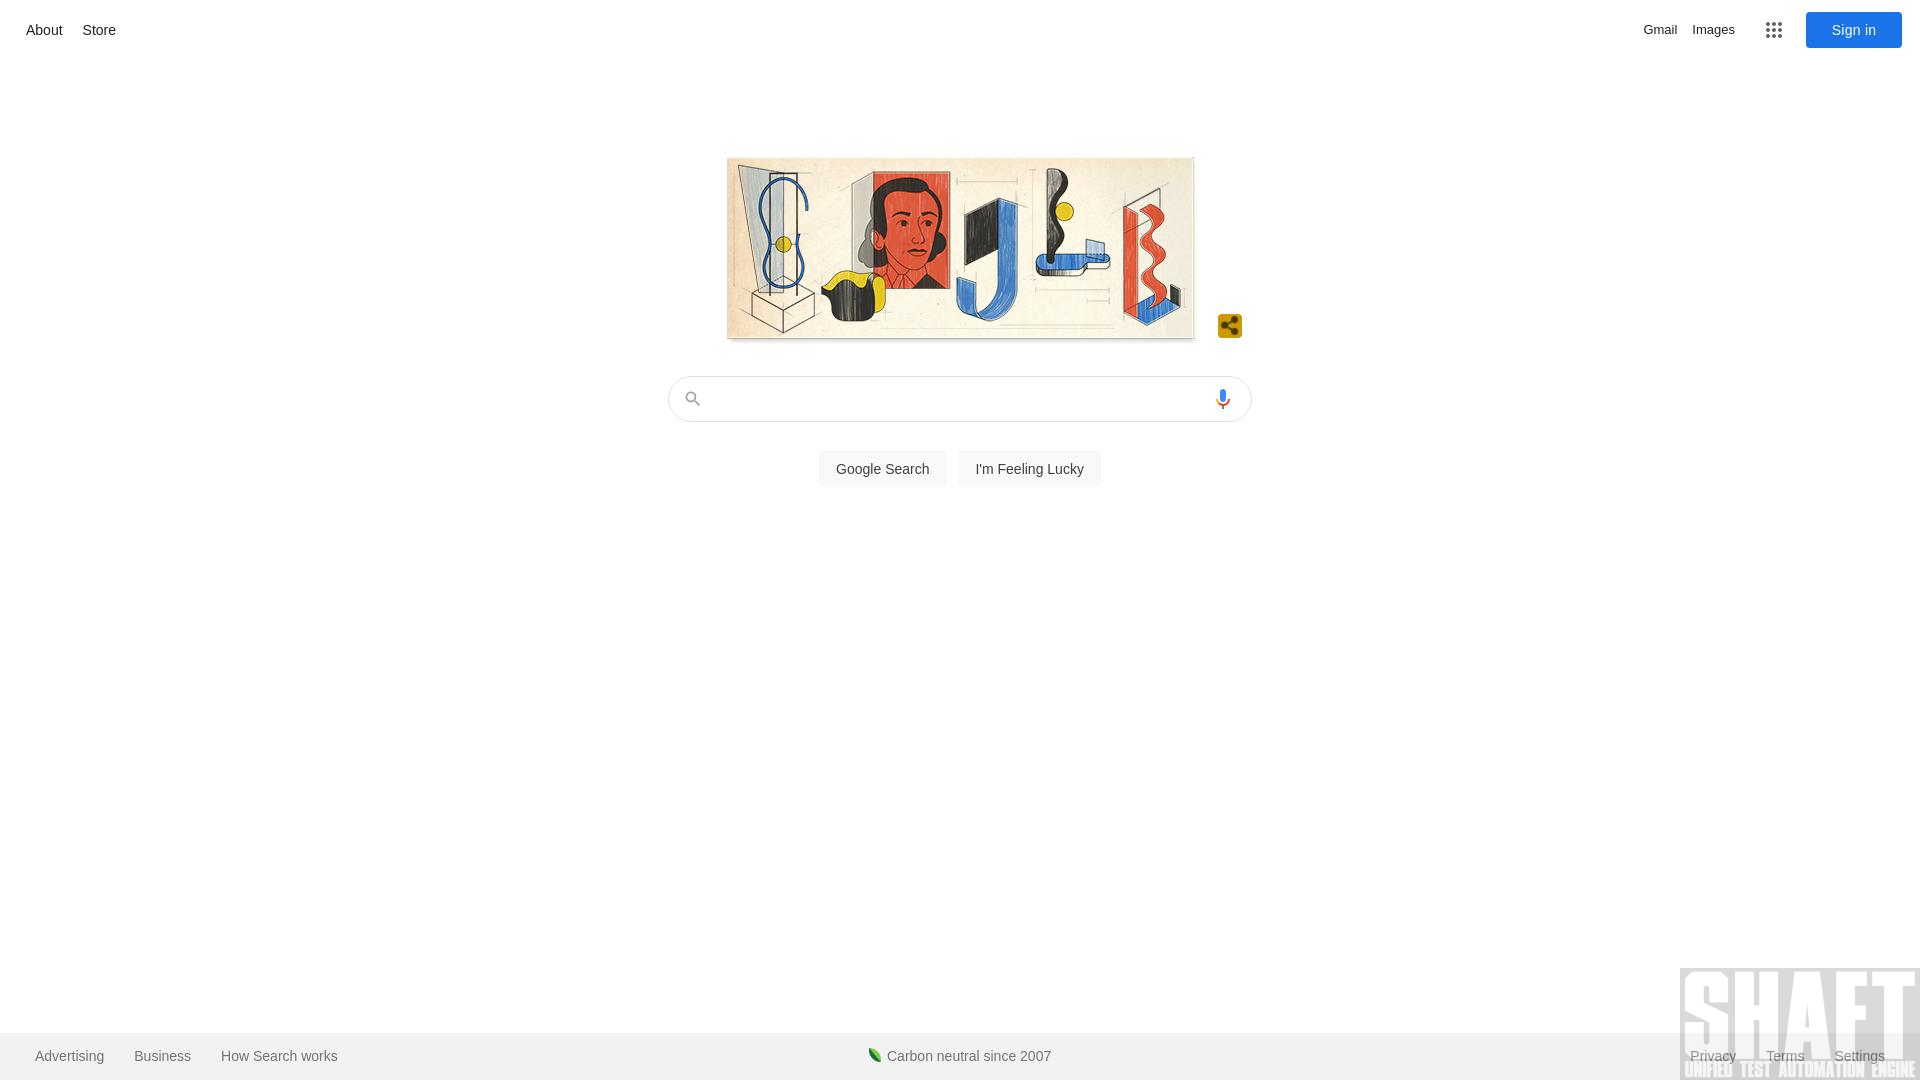 About Store Gmail Images Sign in
Google Search I'm Feeling Lucky
Advertising Business How Search works Carbon neutral since 2007 Privacy Terms Settings
SHAFT
UNIFIED TEST AUTOMATION ENGINE